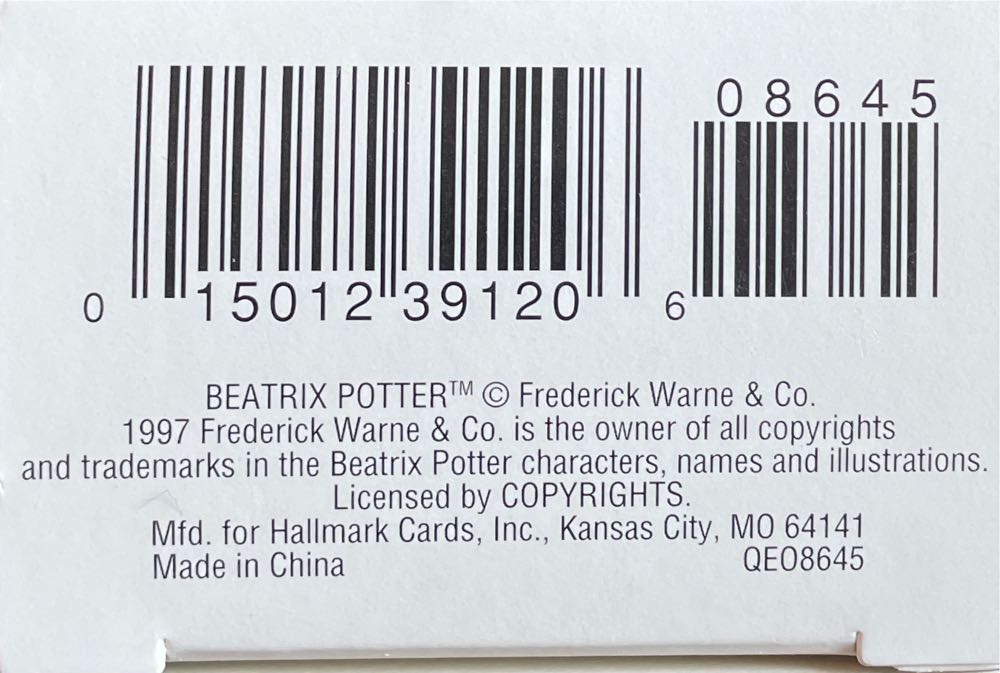 08645
0 15012 39120 6
BEATRIX POTTER™ © Frederick Warne & Co.
1997 Frederick Warne & Co. is the owner of all copyrights
and trademarks in the Beatrix Potter characters, names and illustrations.
Licensed by COPYRIGHTS.
Mfd. for Hallmark Cards, Inc., Kansas City, MO 64141
Made in China QEO8645